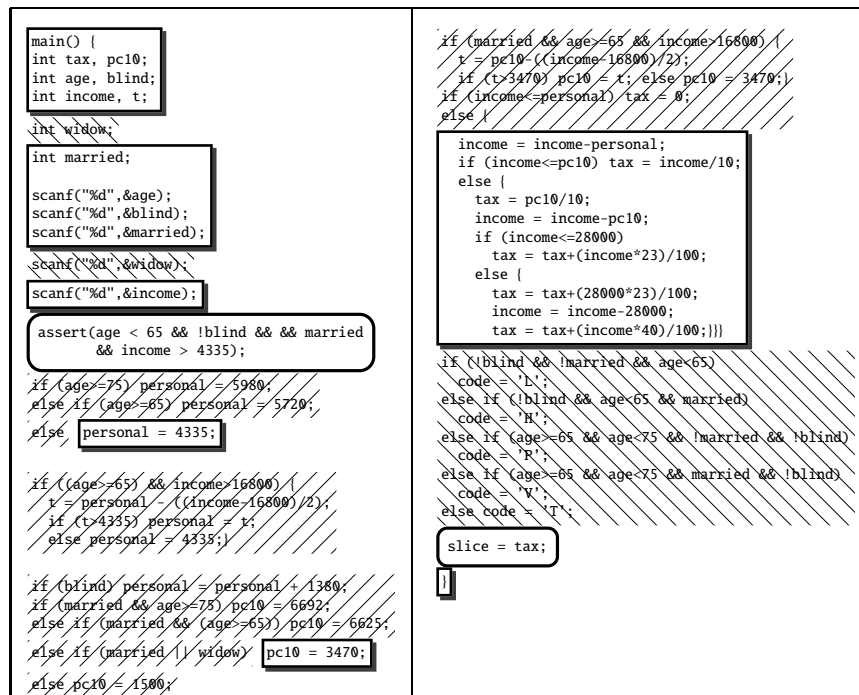 main() {
int tax, pc10;
int age, blind;
int income, t;
int widow;
int married;
scanf("%d",&age);
scanf("%d",&blind);
scanf("%d",&married);
scanf("%d",&widow);
scanf("%d",&income);
assert(age < 65 && !blind && && married
&& income > 4335);
if (age>=75) personal = 5980;
else if (age>=65) personal = 5720;
else personal = 4335;
if ((age>=65) && income>16800) {
t = personal - ((income-16800)/2);
if (t>4335) personal = t;
else personal = 4335;}
if (blind) personal = personal + 1380;
if (married && age>=75) pc10 = 6692;
else if (married && (age>=65)) pc10 = 6625;
else if (married || widow) pc10 = 3470;
else pc10 = 1500;
if (married && age>=65 && income>16800) {
t = pc10-((income-16800)/2);
if (t>3470) pc10 = t; else pc10 = 3470;}
if (income<=personal) tax = 0;
else {
income = income-personal;
if (income<=pc10) tax = income/10;
else {
tax = pc10/10;
income = income-pc10;
if (income<=28000)
tax = tax+(income*23)/100;
else {
tax = tax+(28000*23)/100;
income = income-28000;
tax = tax+(income*40)/100;}}}
if (!blind && !married && age<65)
code = 'L';
else if (!blind && age<65 && married)
code = 'H';
else if (age>=65 && age<75 && !married && !blind)
code = 'P';
else if (age>=65 && age<75 && married && !blind)
code = 'V';
else code = 'T';
slice = tax;
}